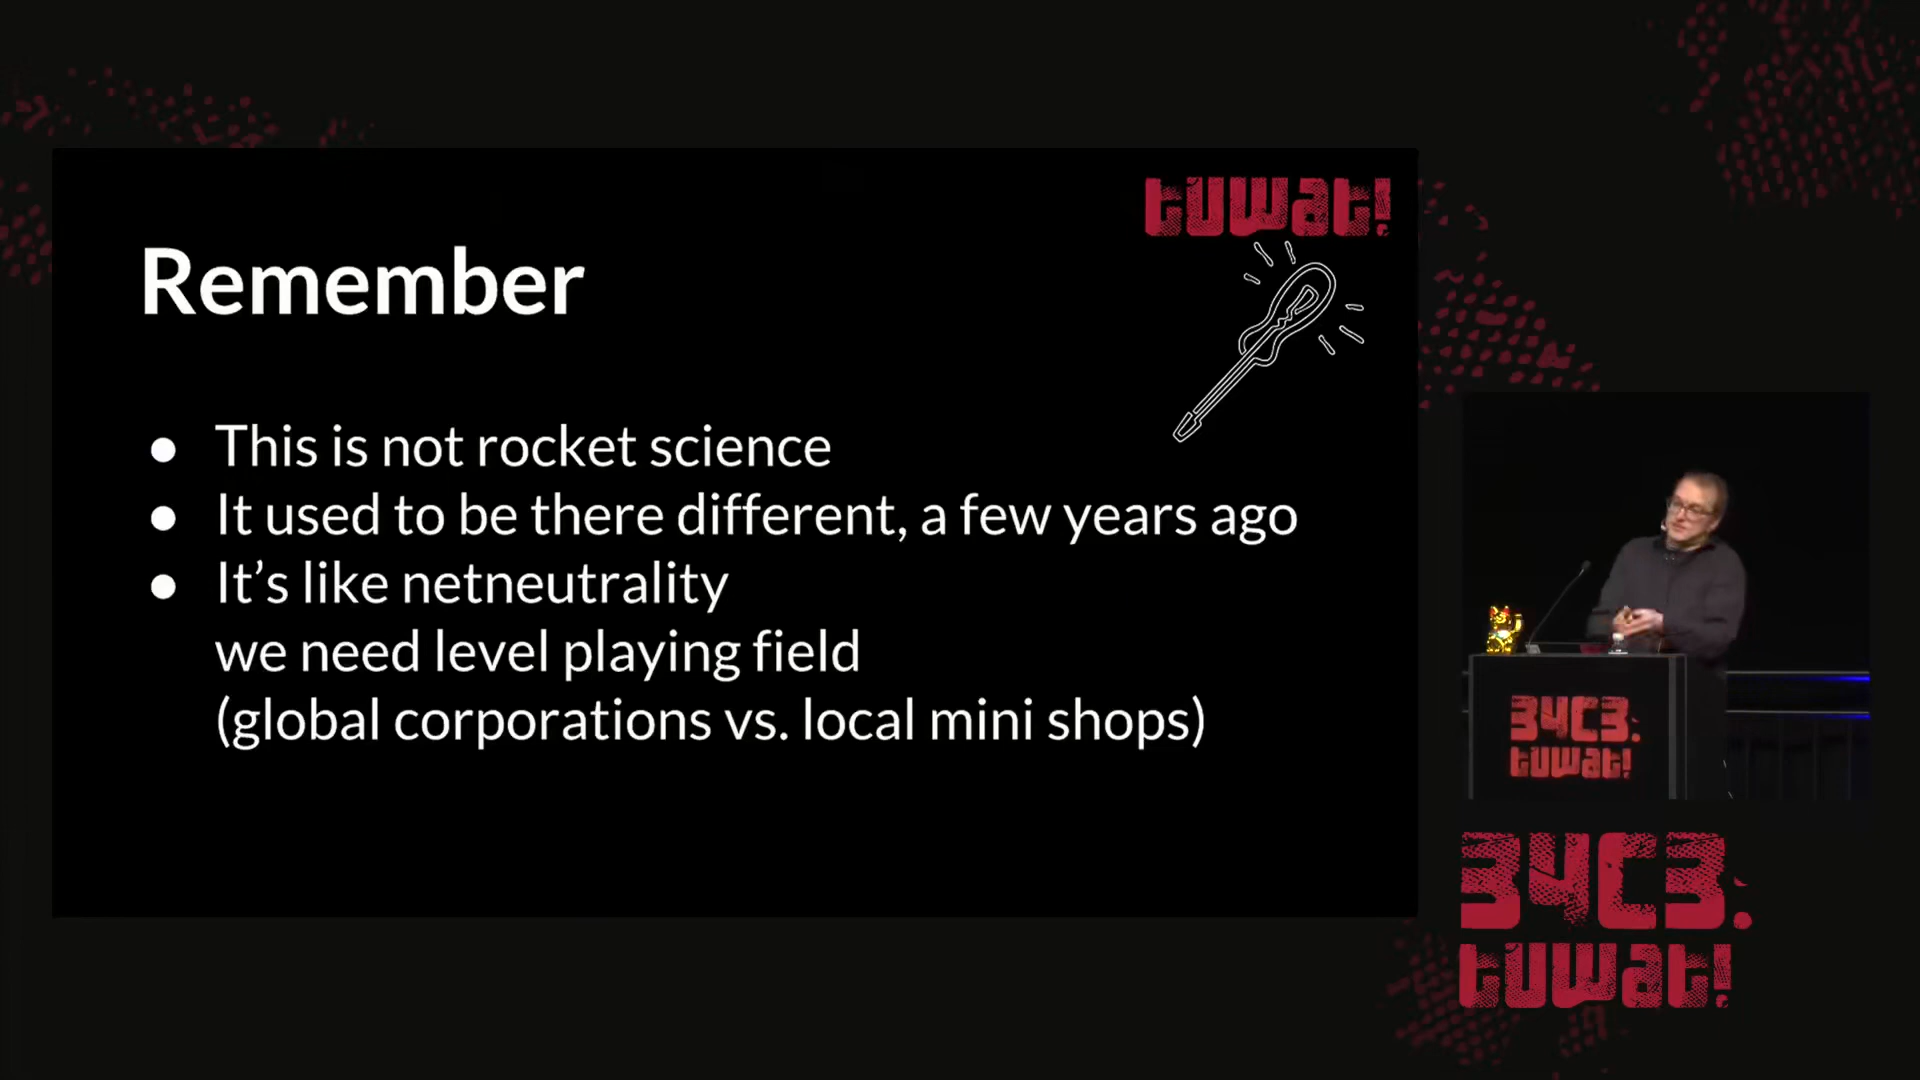 tuwat!
Remember
● This is not rocket science
● It used to be there different, a few years ago
● It’s like netneutrality
we need level playing field
(global corporations vs. local mini shops)
34C3.
tuwat!
34C3.
tuwat!